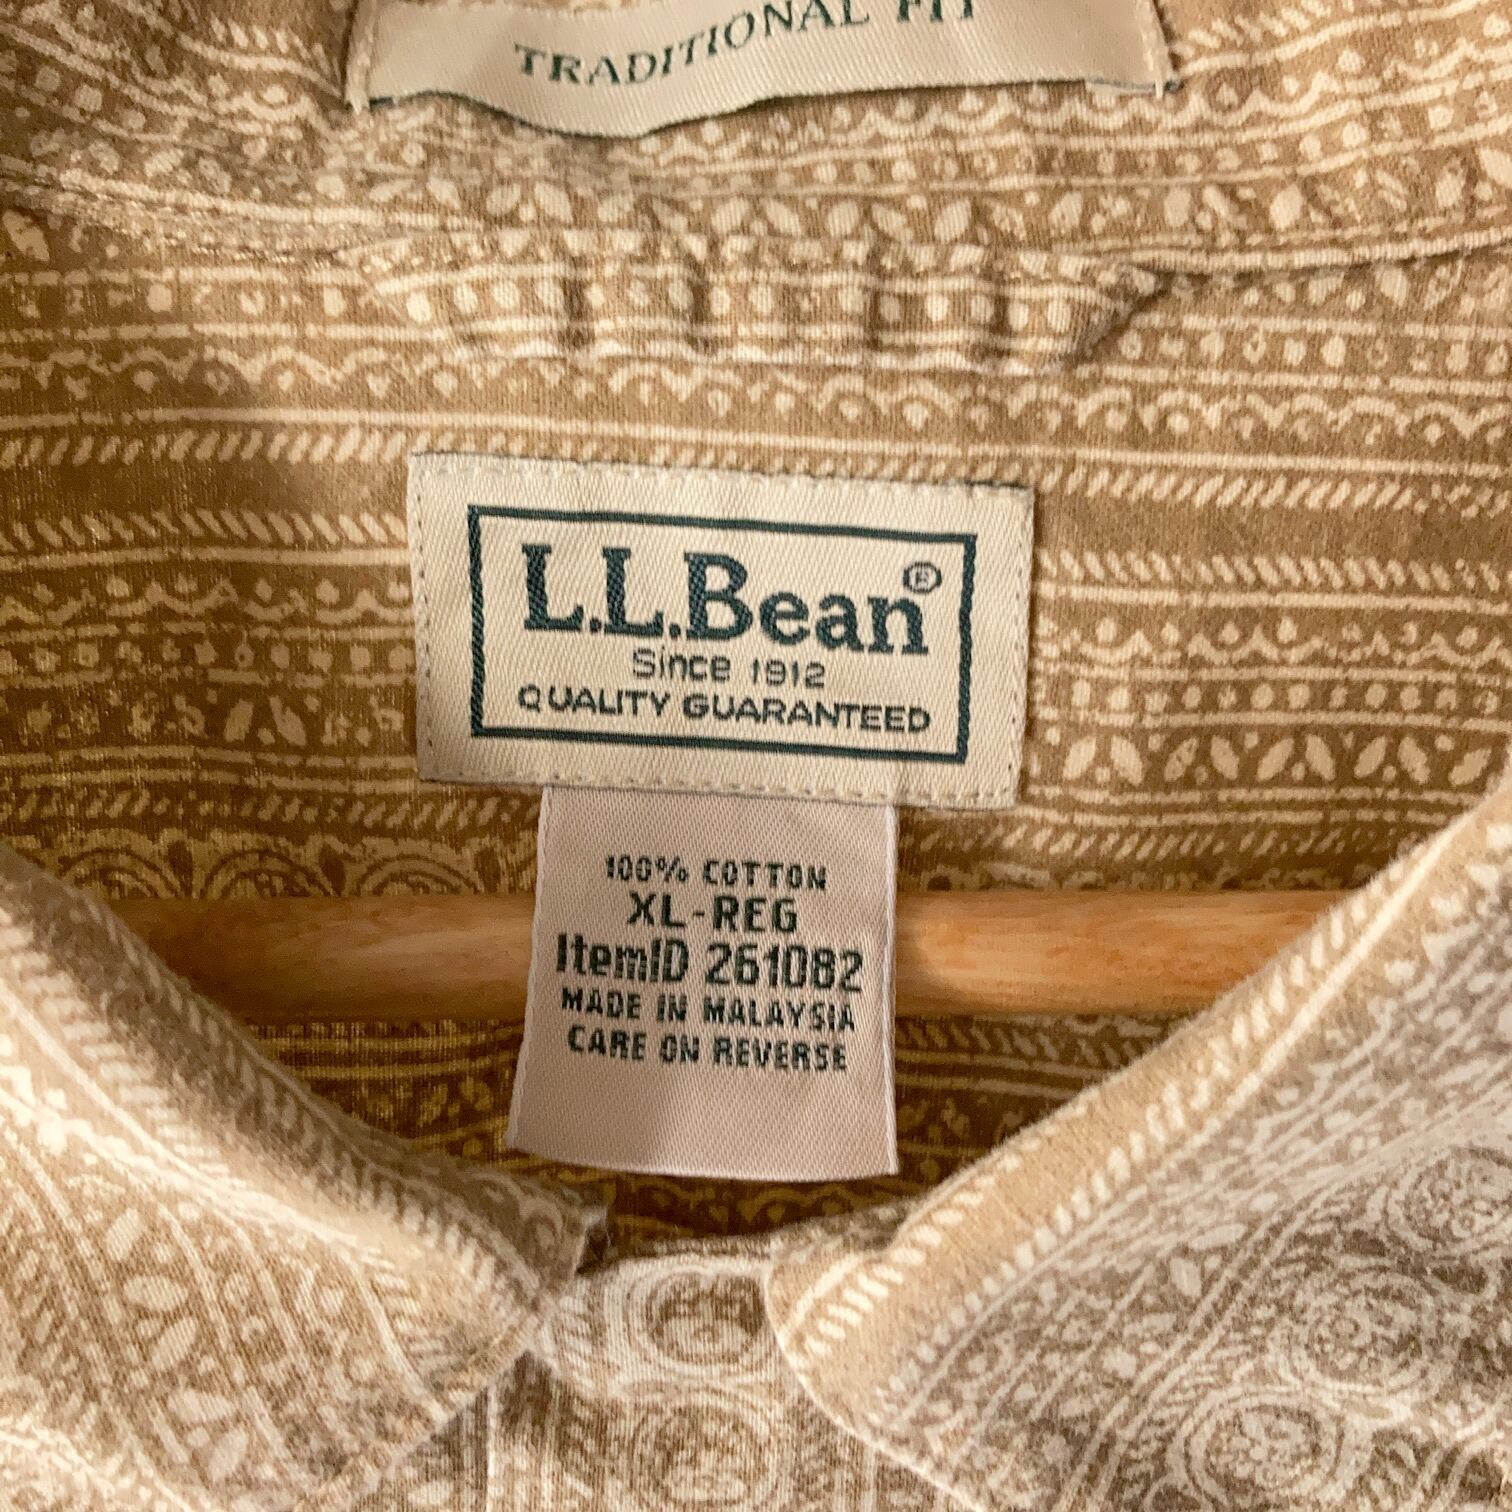 TRADITIONAL FIT
L.L.Bean®
Since 1912
QUALITY GUARANTEED
100% COTTON
XL-REG
ItemID 261082
MADE IN MALAYSIA
CARE ON REVERSE